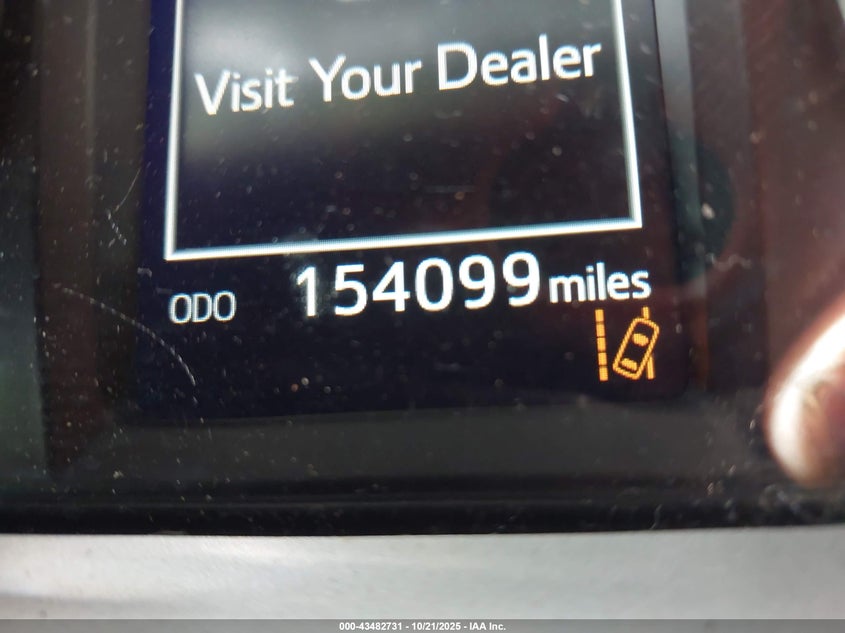 Visit Your Dealer
ODO 154099 miles
000-43482731 - 10/21/2025 - IAA Inc.